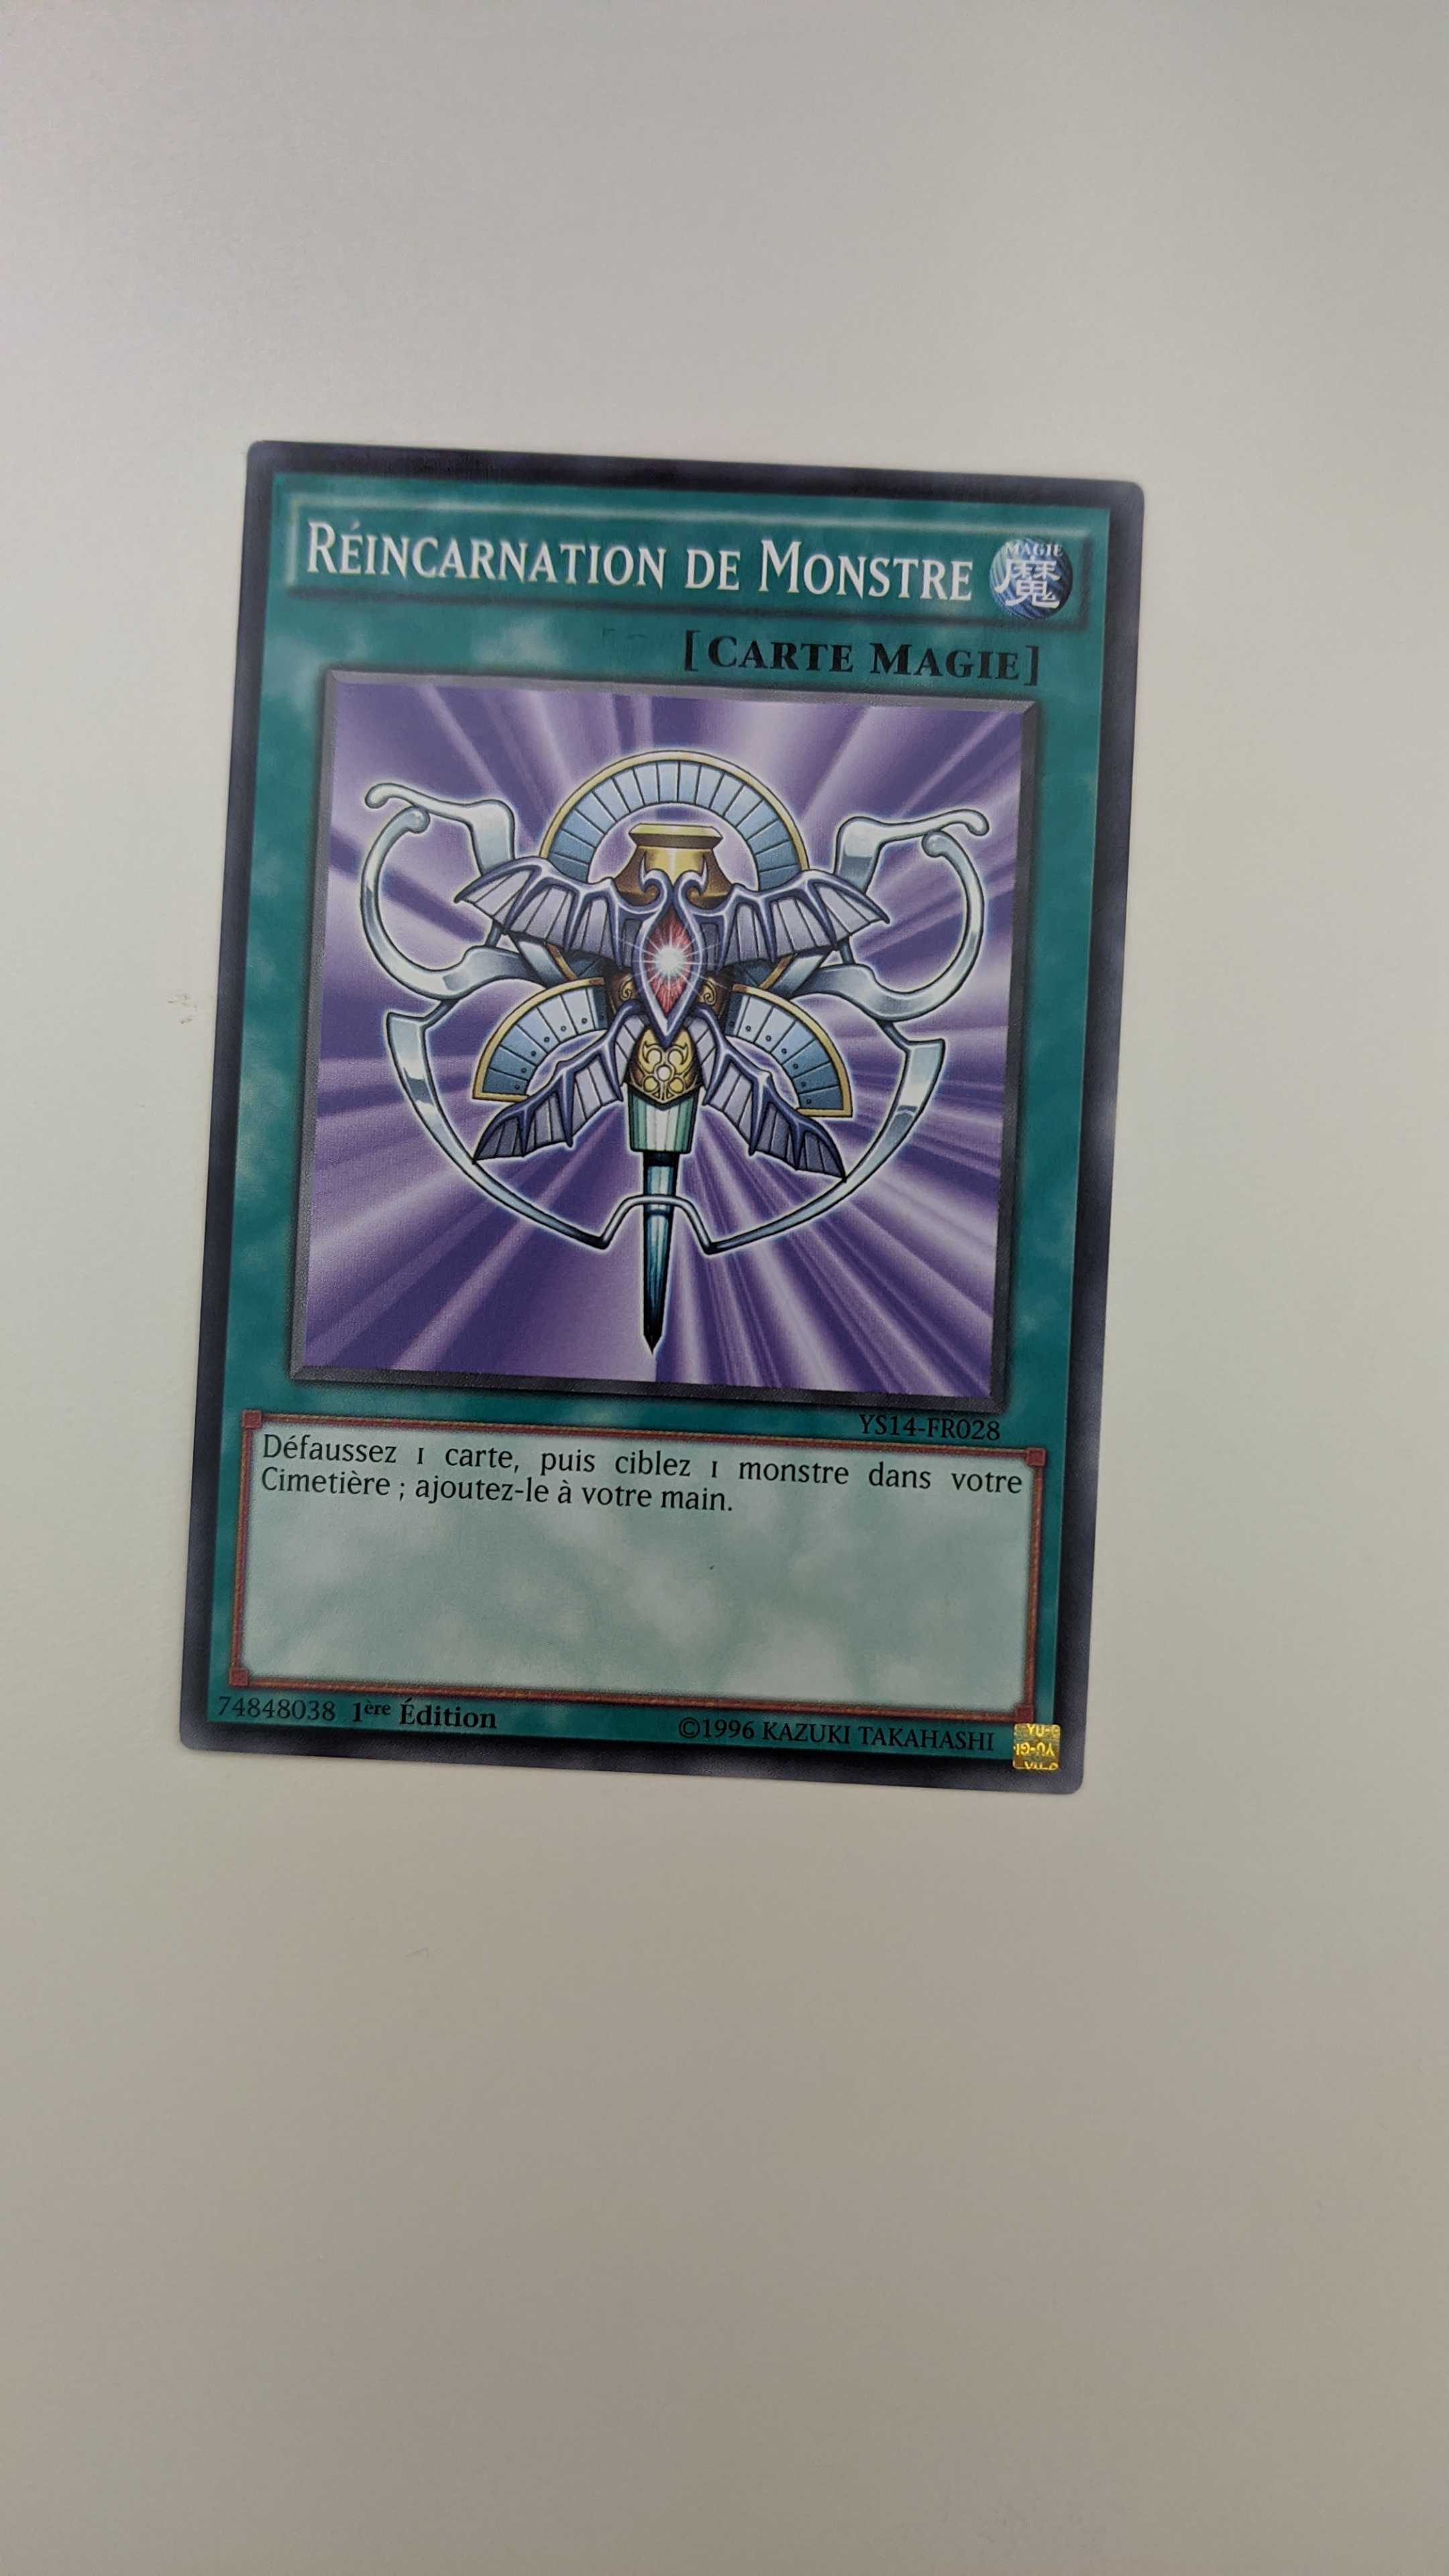 RÉINCARNATION DE MONSTRE
MAGIE
魔
[CARTE MAGIE]
YS14-FR028
Défaussez 1 carte, puis ciblez 1 monstre dans votre
Cimetière ; ajoutez-le à votre main.
74848038 1ère Édition
©1996 KAZUKI TAKAHASHI